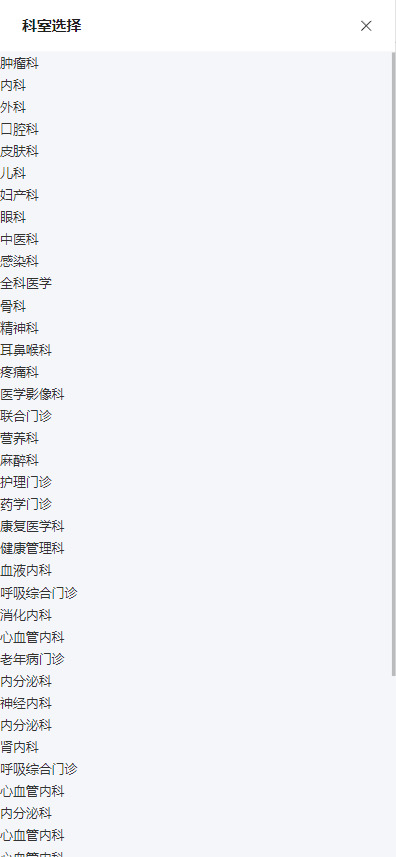 科室选择
肿瘤科
内科
外科
口腔科
皮肤科
儿科
妇产科
眼科
中医科
感染科
全科医学
骨科
精神科
耳鼻喉科
疼痛科
医学影像科
联合门诊
营养科
麻醉科
护理门诊
药学门诊
康复医学科
健康管理科
血液内科
呼吸综合门诊
消化内科
心血管内科
老年病门诊
内分泌科
神经内科
内分泌科
肾内科
呼吸综合门诊
心血管内科
内分泌科
心血管内科
心血管内科